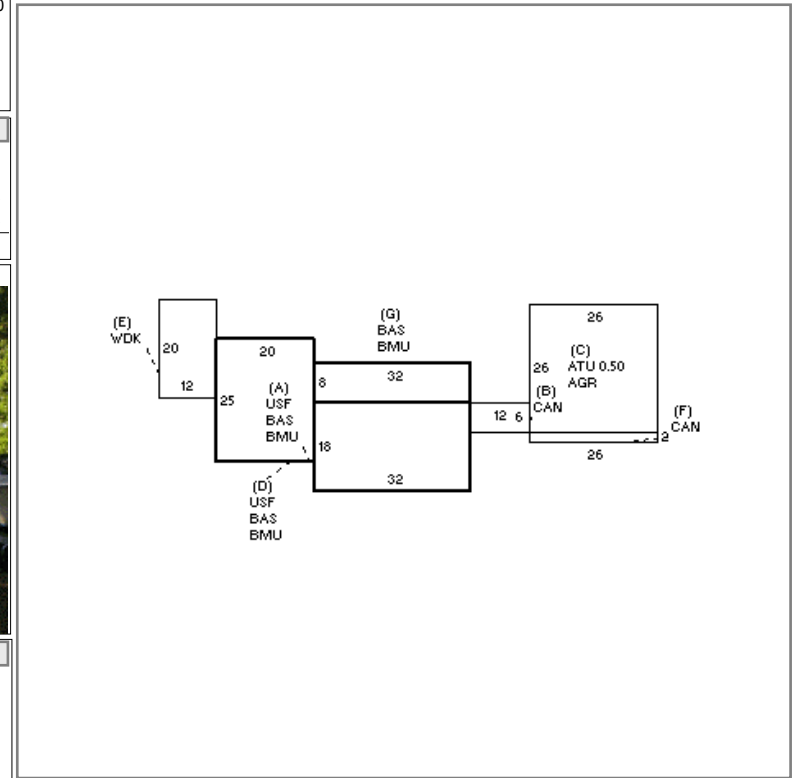 (G)
BAS
BMU
(E)
WDK
20
12
20
25
(A)
USF
BAS
BMU
8
32
18
32
(D)
USF
BAS
BMU
26
26
(C)
ATU 0.50
AGR
(B)
CAN
12 6
(F)
CAN
2
26